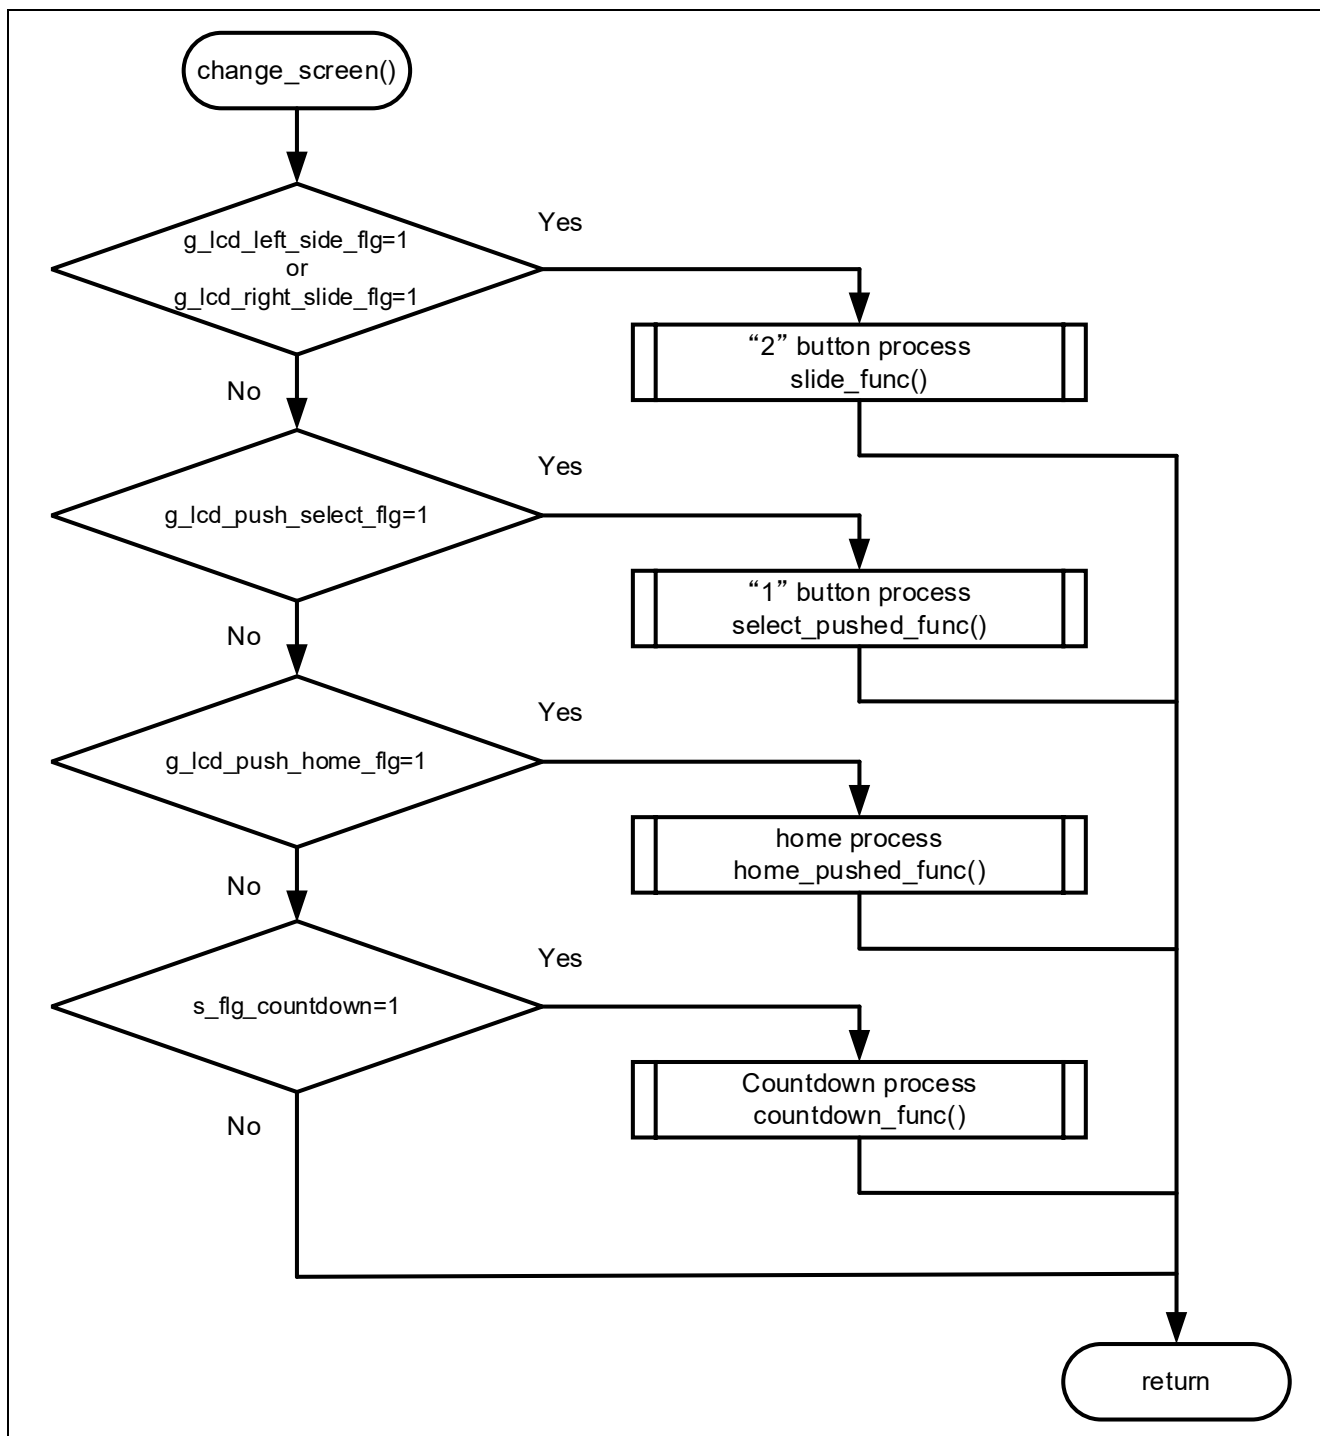 change_screen()
g_lcd_left_side_flg=1
or
g_lcd_right_slide_flg=1
Yes
“2” button process
slide_func()
No
g_lcd_push_select_flg=1
Yes
“1” button process
select_pushed_func()
No
g_lcd_push_home_flg=1
Yes
home process
home_pushed_func()
No
s_flg_countdown=1
Yes
Countdown process
countdown_func()
No
return